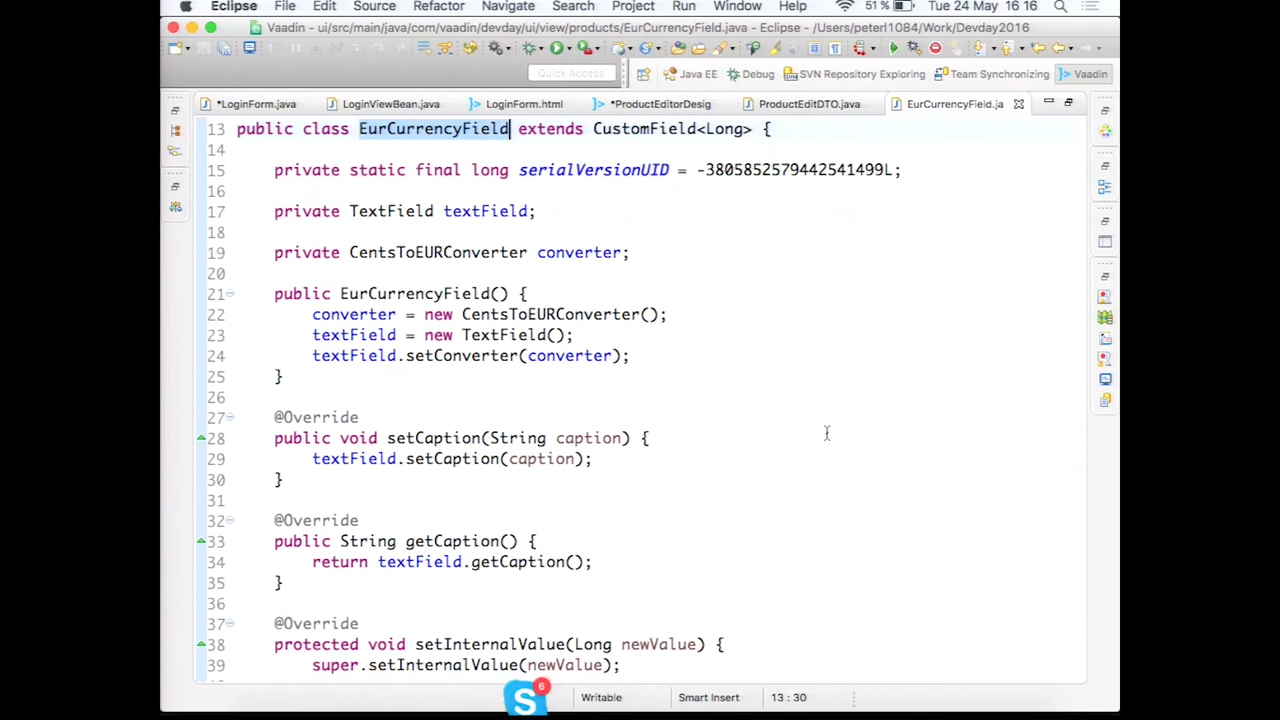 Eclipse File Edit Source Refactor Navigate Search Project Run Window Help 51% Tue 24 May 16 16
Vaadin - ui/src/main/java/com/vaadin/devday/ui/view/products/EurCurrencyField.java - Eclipse - /Users/peterl1084/Work/Devday2016
Quick Access Java EE Debug SVN Repository Exploring Team Synchronizing Vaadin
*LoginForm.java LoginViewBean.java LoginForm.html *ProductEditorDesig ProductEditDTO.java EurCurrencyField.ja
13 public class EurCurrencyField extends CustomField<Long> {
14
15 private static final long serialVersionUID = -3805852579442541499L;
16
17 private TextField textField;
18
19 private CentsToEURConverter converter;
20
21 public EurCurrencyField() {
22 converter = new CentsToEURConverter();
23 textField = new TextField();
24 textField.setConverter(converter);
25 }
26
27 @Override
28 public void setCaption(String caption) {
29 textField.setCaption(caption);
30 }
31
32 @Override
33 public String getCaption() {
34 return textField.getCaption();
35 }
36
37 @Override
38 protected void setInternalValue(Long newValue) {
39 super.setInternalValue(newValue);
S 6
Writable Smart Insert 13 : 30